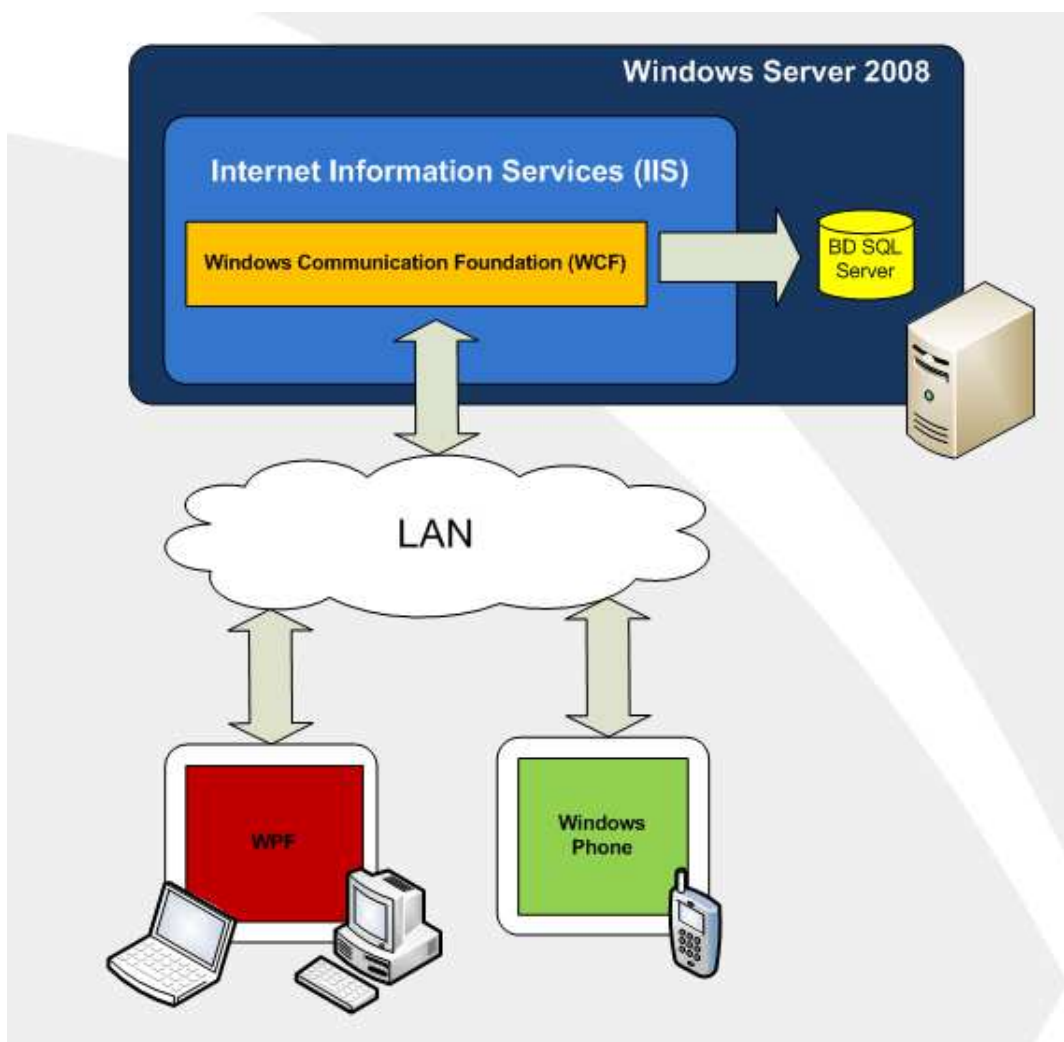 Windows Server 2008
Internet Information Services (IIS)
Windows Communication Foundation (WCF)
BD SQL
Server
LAN
WPF
Windows
Phone